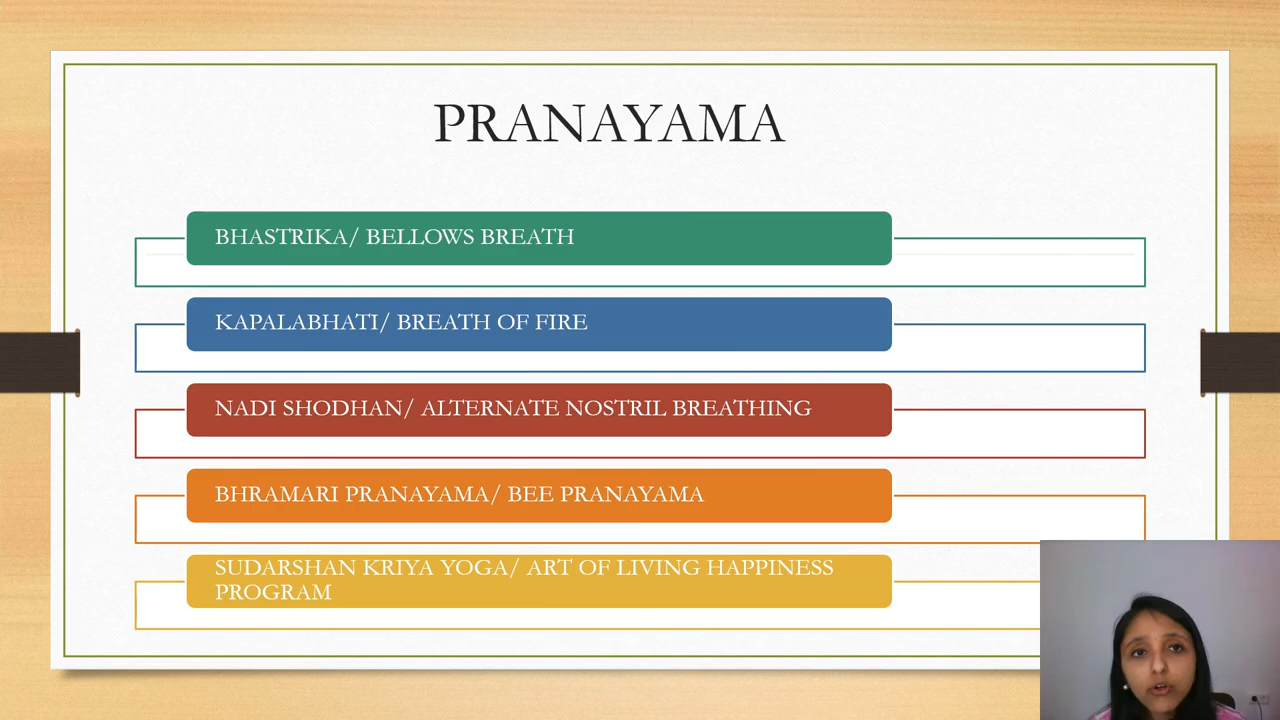 PRANAYAMA
BHASTRIKA/ BELLOWS BREATH
KAPALABHATI/ BREATH OF FIRE
NADI SHODHAN/ ALTERNATE NOSTRIL BREATHING
BHRAMARI PRANAYAMA/ BEE PRANAYAMA
SUDARSHAN KRIYA YOGA/ ART OF LIVING HAPPINESS
PROGRAM